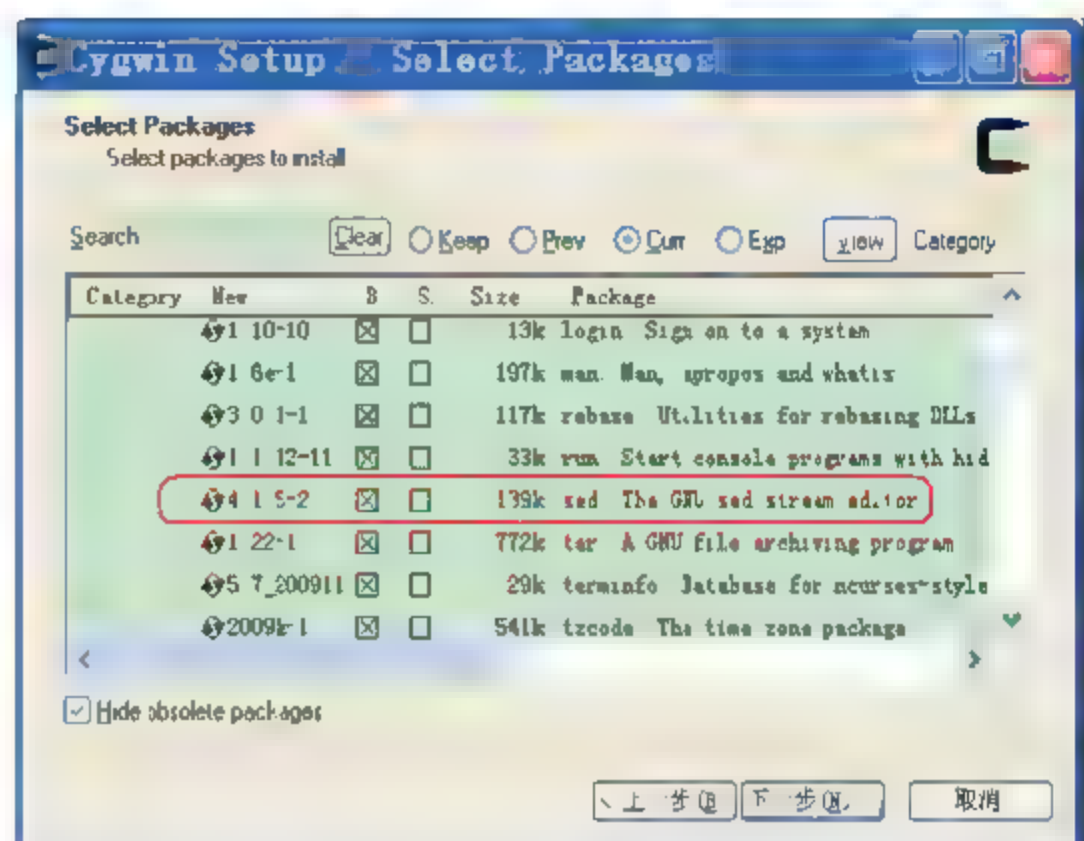 Cygwin Setup - Select Packages
Select Packages
Select packages to install
Search Clear Keep Prev Curr Exp View Category
Category New B S. Size Package
1 10-10 13k login Sign on to a system
1 6e-1 197k man. Man, apropos and whatis
3 0 1-1 117k rebase Utilities for rebasing DLLs
1 1 12-11 33k run Start console programs with hid
4 1 5-2 139k sed The GNU sed stream editor
1 22-1 772k tar A GNU file archiving program
5 7_200911 29k terminfo Database for ncurses-style
2009k-1 541k tzcode The time zone package
Hide obsolete packages
上一步(B) 下一步(N) 取消